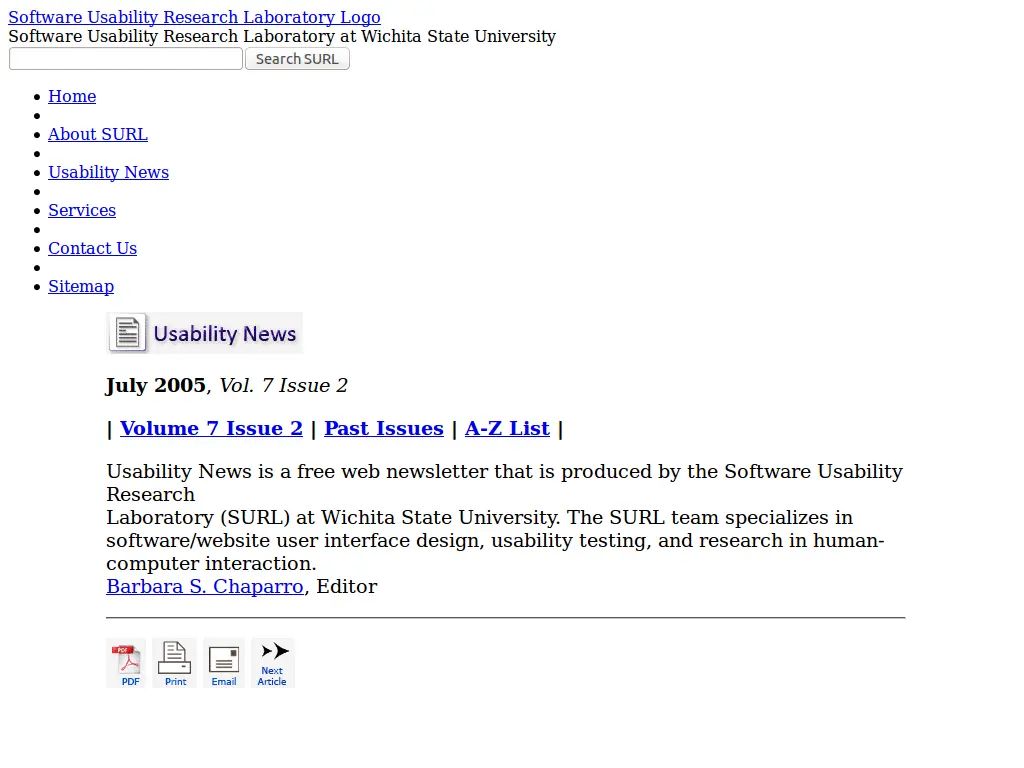 Software Usability Research Laboratory Logo
Software Usability Research Laboratory at Wichita State University
Search SURL
Home
About SURL
Usability News
Services
Contact Us
Sitemap
Usability News
July 2005, Vol. 7 Issue 2
| Volume 7 Issue 2 | Past Issues | A-Z List |
Usability News is a free web newsletter that is produced by the Software Usability
Research
Laboratory (SURL) at Wichita State University. The SURL team specializes in
software/website user interface design, usability testing, and research in human-
computer interaction.
Barbara S. Chaparro, Editor
PDF
PDF Print Email Next Article